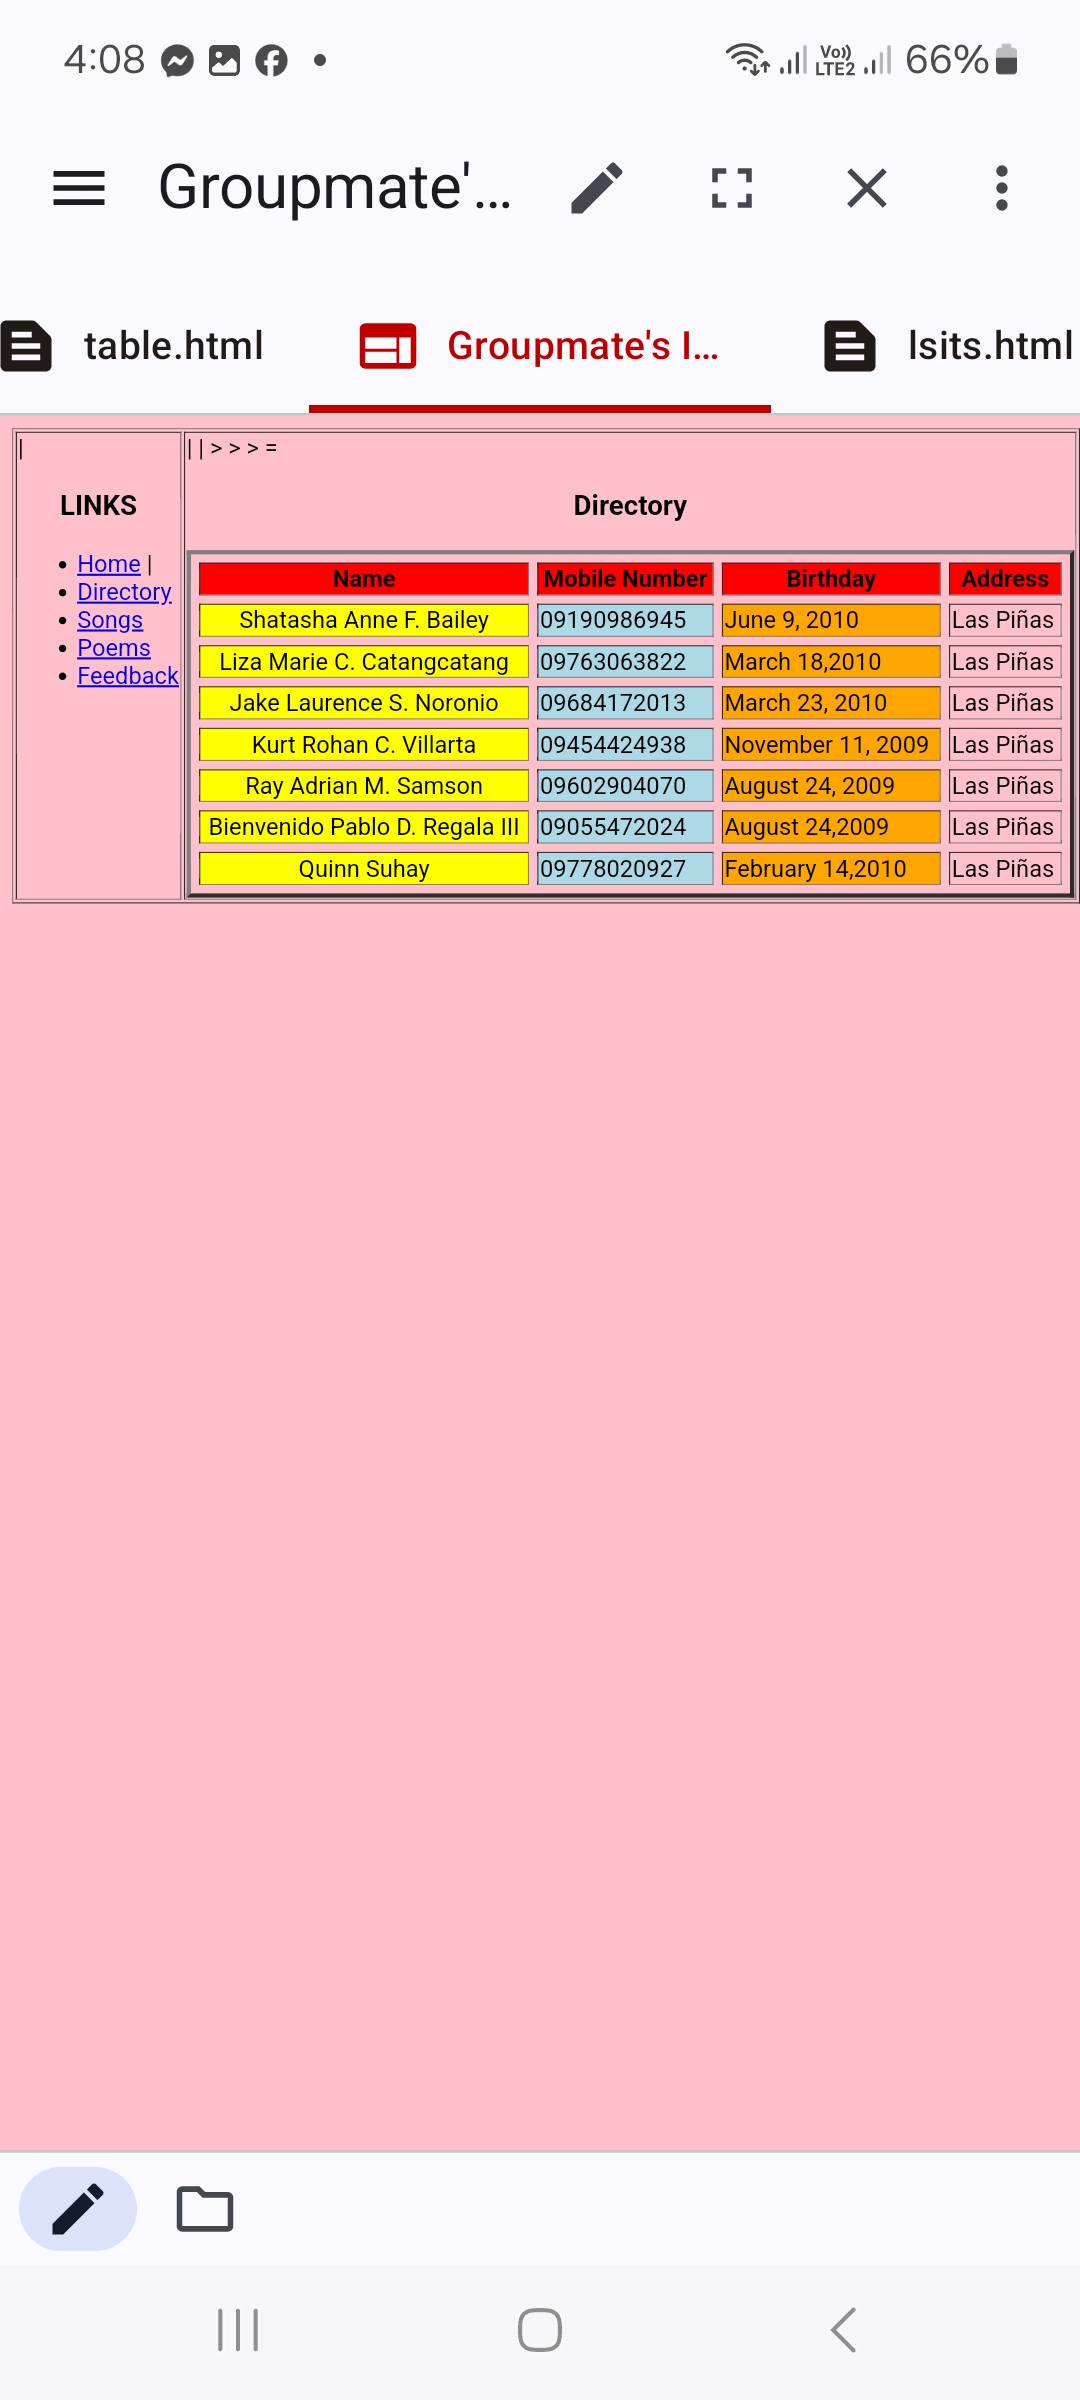 4:08 Vo)) LTE2 66%
Groupmate'...
table.html Groupmate's I... lsits.html
| | | > > > =
LINKS Directory
Home |
Directory
Songs
Poems
Feedback
Name Mobile Number Birthday Address
Shatasha Anne F. Bailey 09190986945 June 9, 2010 Las Piñas
Liza Marie C. Catangcatang 09763063822 March 18,2010 Las Piñas
Jake Laurence S. Noronio 09684172013 March 23, 2010 Las Piñas
Kurt Rohan C. Villarta 09454424938 November 11, 2009 Las Piñas
Ray Adrian M. Samson 09602904070 August 24, 2009 Las Piñas
Bienvenido Pablo D. Regala III 09055472024 August 24,2009 Las Piñas
Quinn Suhay 09778020927 February 14,2010 Las Piñas